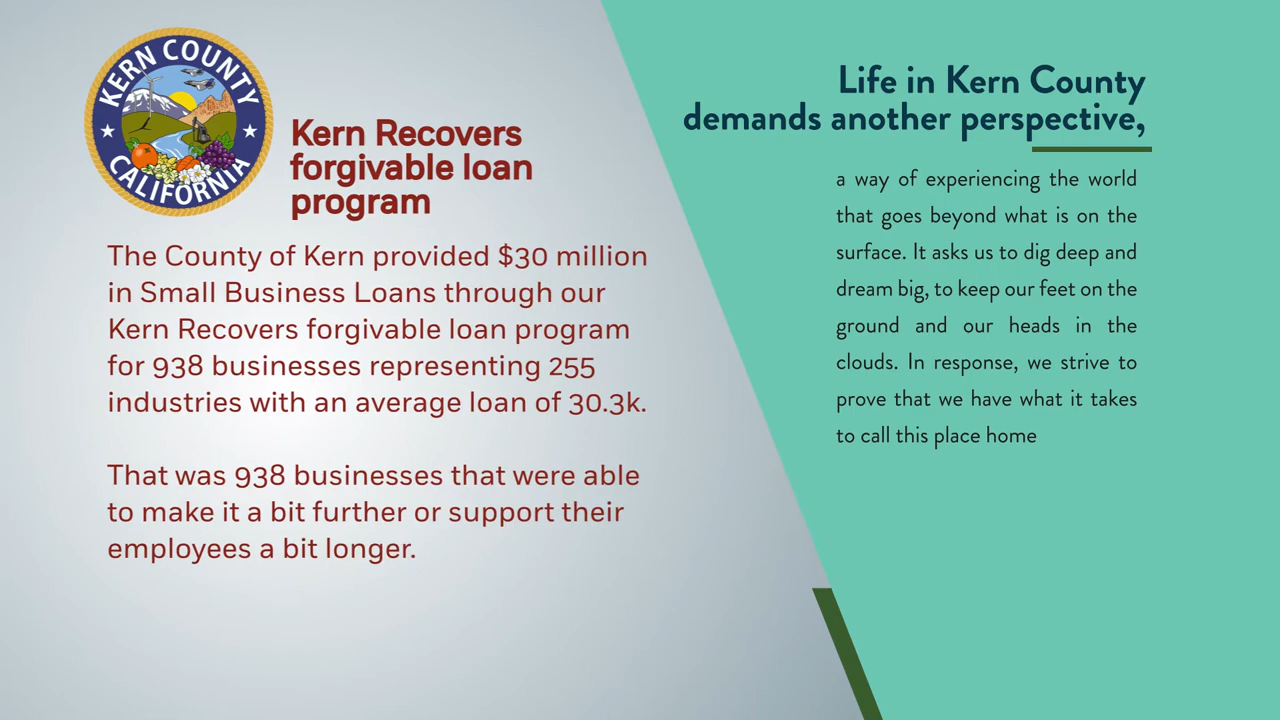 KERN COUNTY
CALIFORNIA
Kern Recovers
forgivable loan
program
The County of Kern provided $30 million
in Small Business Loans through our
Kern Recovers forgivable loan program
for 938 businesses representing 255
industries with an average loan of 30.3k.
That was 938 businesses that were able
to make it a bit further or support their
employees a bit longer.
Life in Kern County
demands another perspective,
a way of experiencing the world
that goes beyond what is on the
surface. It asks us to dig deep and
dream big, to keep our feet on the
ground and our heads in the
clouds. In response, we strive to
prove that we have what it takes
to call this place home